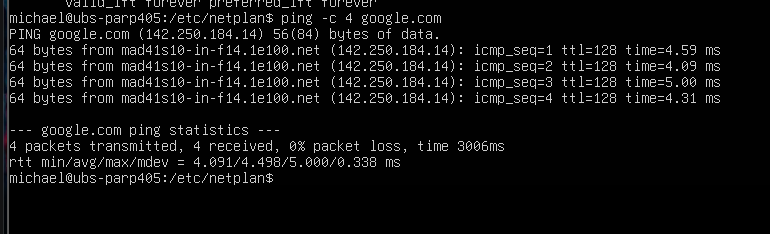 valid_lft forever preferred_lft forever
michael@ubs-parp405:/etc/netplan$ ping -c 4 google.com
PING google.com (142.250.184.14) 56(84) bytes of data.
64 bytes from mad41s10-in-f14.1e100.net (142.250.184.14): icmp_seq=1 ttl=128 time=4.59 ms
64 bytes from mad41s10-in-f14.1e100.net (142.250.184.14): icmp_seq=2 ttl=128 time=4.09 ms
64 bytes from mad41s10-in-f14.1e100.net (142.250.184.14): icmp_seq=3 ttl=128 time=5.00 ms
64 bytes from mad41s10-in-f14.1e100.net (142.250.184.14): icmp_seq=4 ttl=128 time=4.31 ms
--- google.com ping statistics ---
4 packets transmitted, 4 received, 0% packet loss, time 3006ms
rtt min/avg/max/mdev = 4.091/4.498/5.000/0.338 ms
michael@ubs-parp405:/etc/netplan$